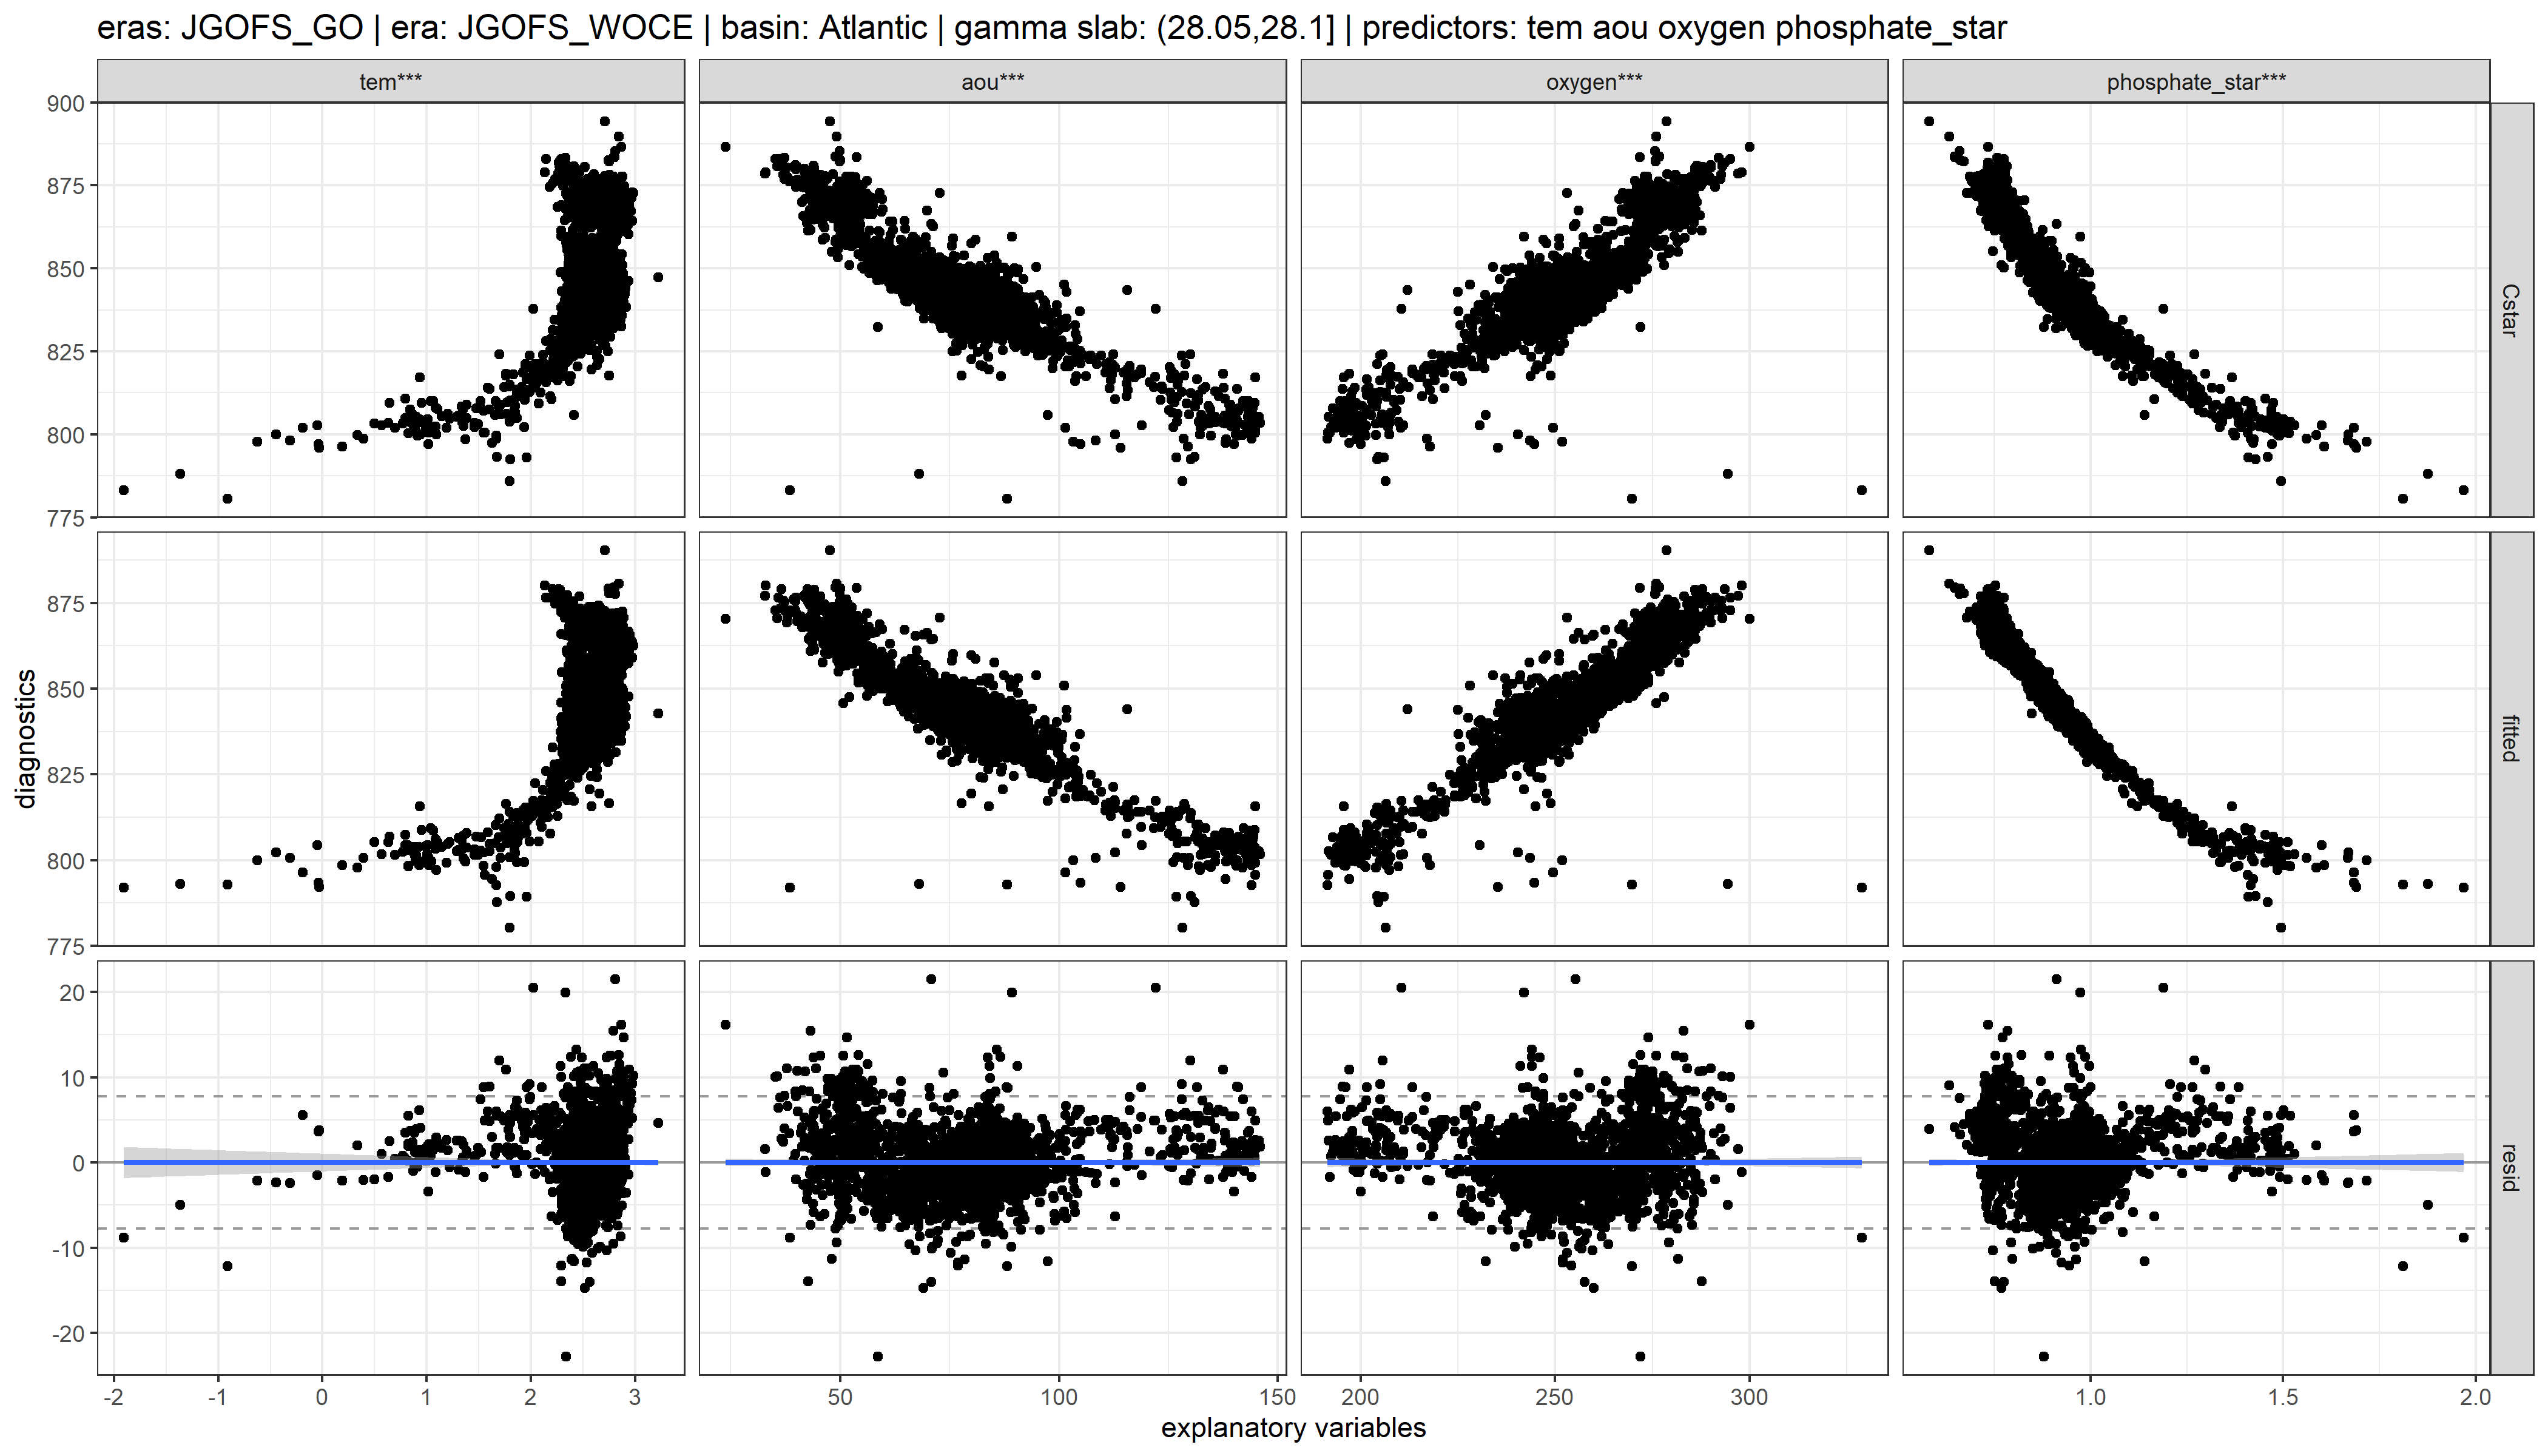 eras: JGOFS_GO | era: JGOFS_WOCE | basin: Atlantic | gamma slab: (28.05,28.1] | predictors: tem aou oxygen phosphate_star
tem*** aou*** oxygen*** phosphate_star***
900
875
850
825
800
775
Cstar
875
850
825
800
775
fitted
diagnostics
20
10
0
-10
-20
resid
-2 -1 0 1 2 3 50 100 150 200 250 300 1.0 1.5 2.0
explanatory variables